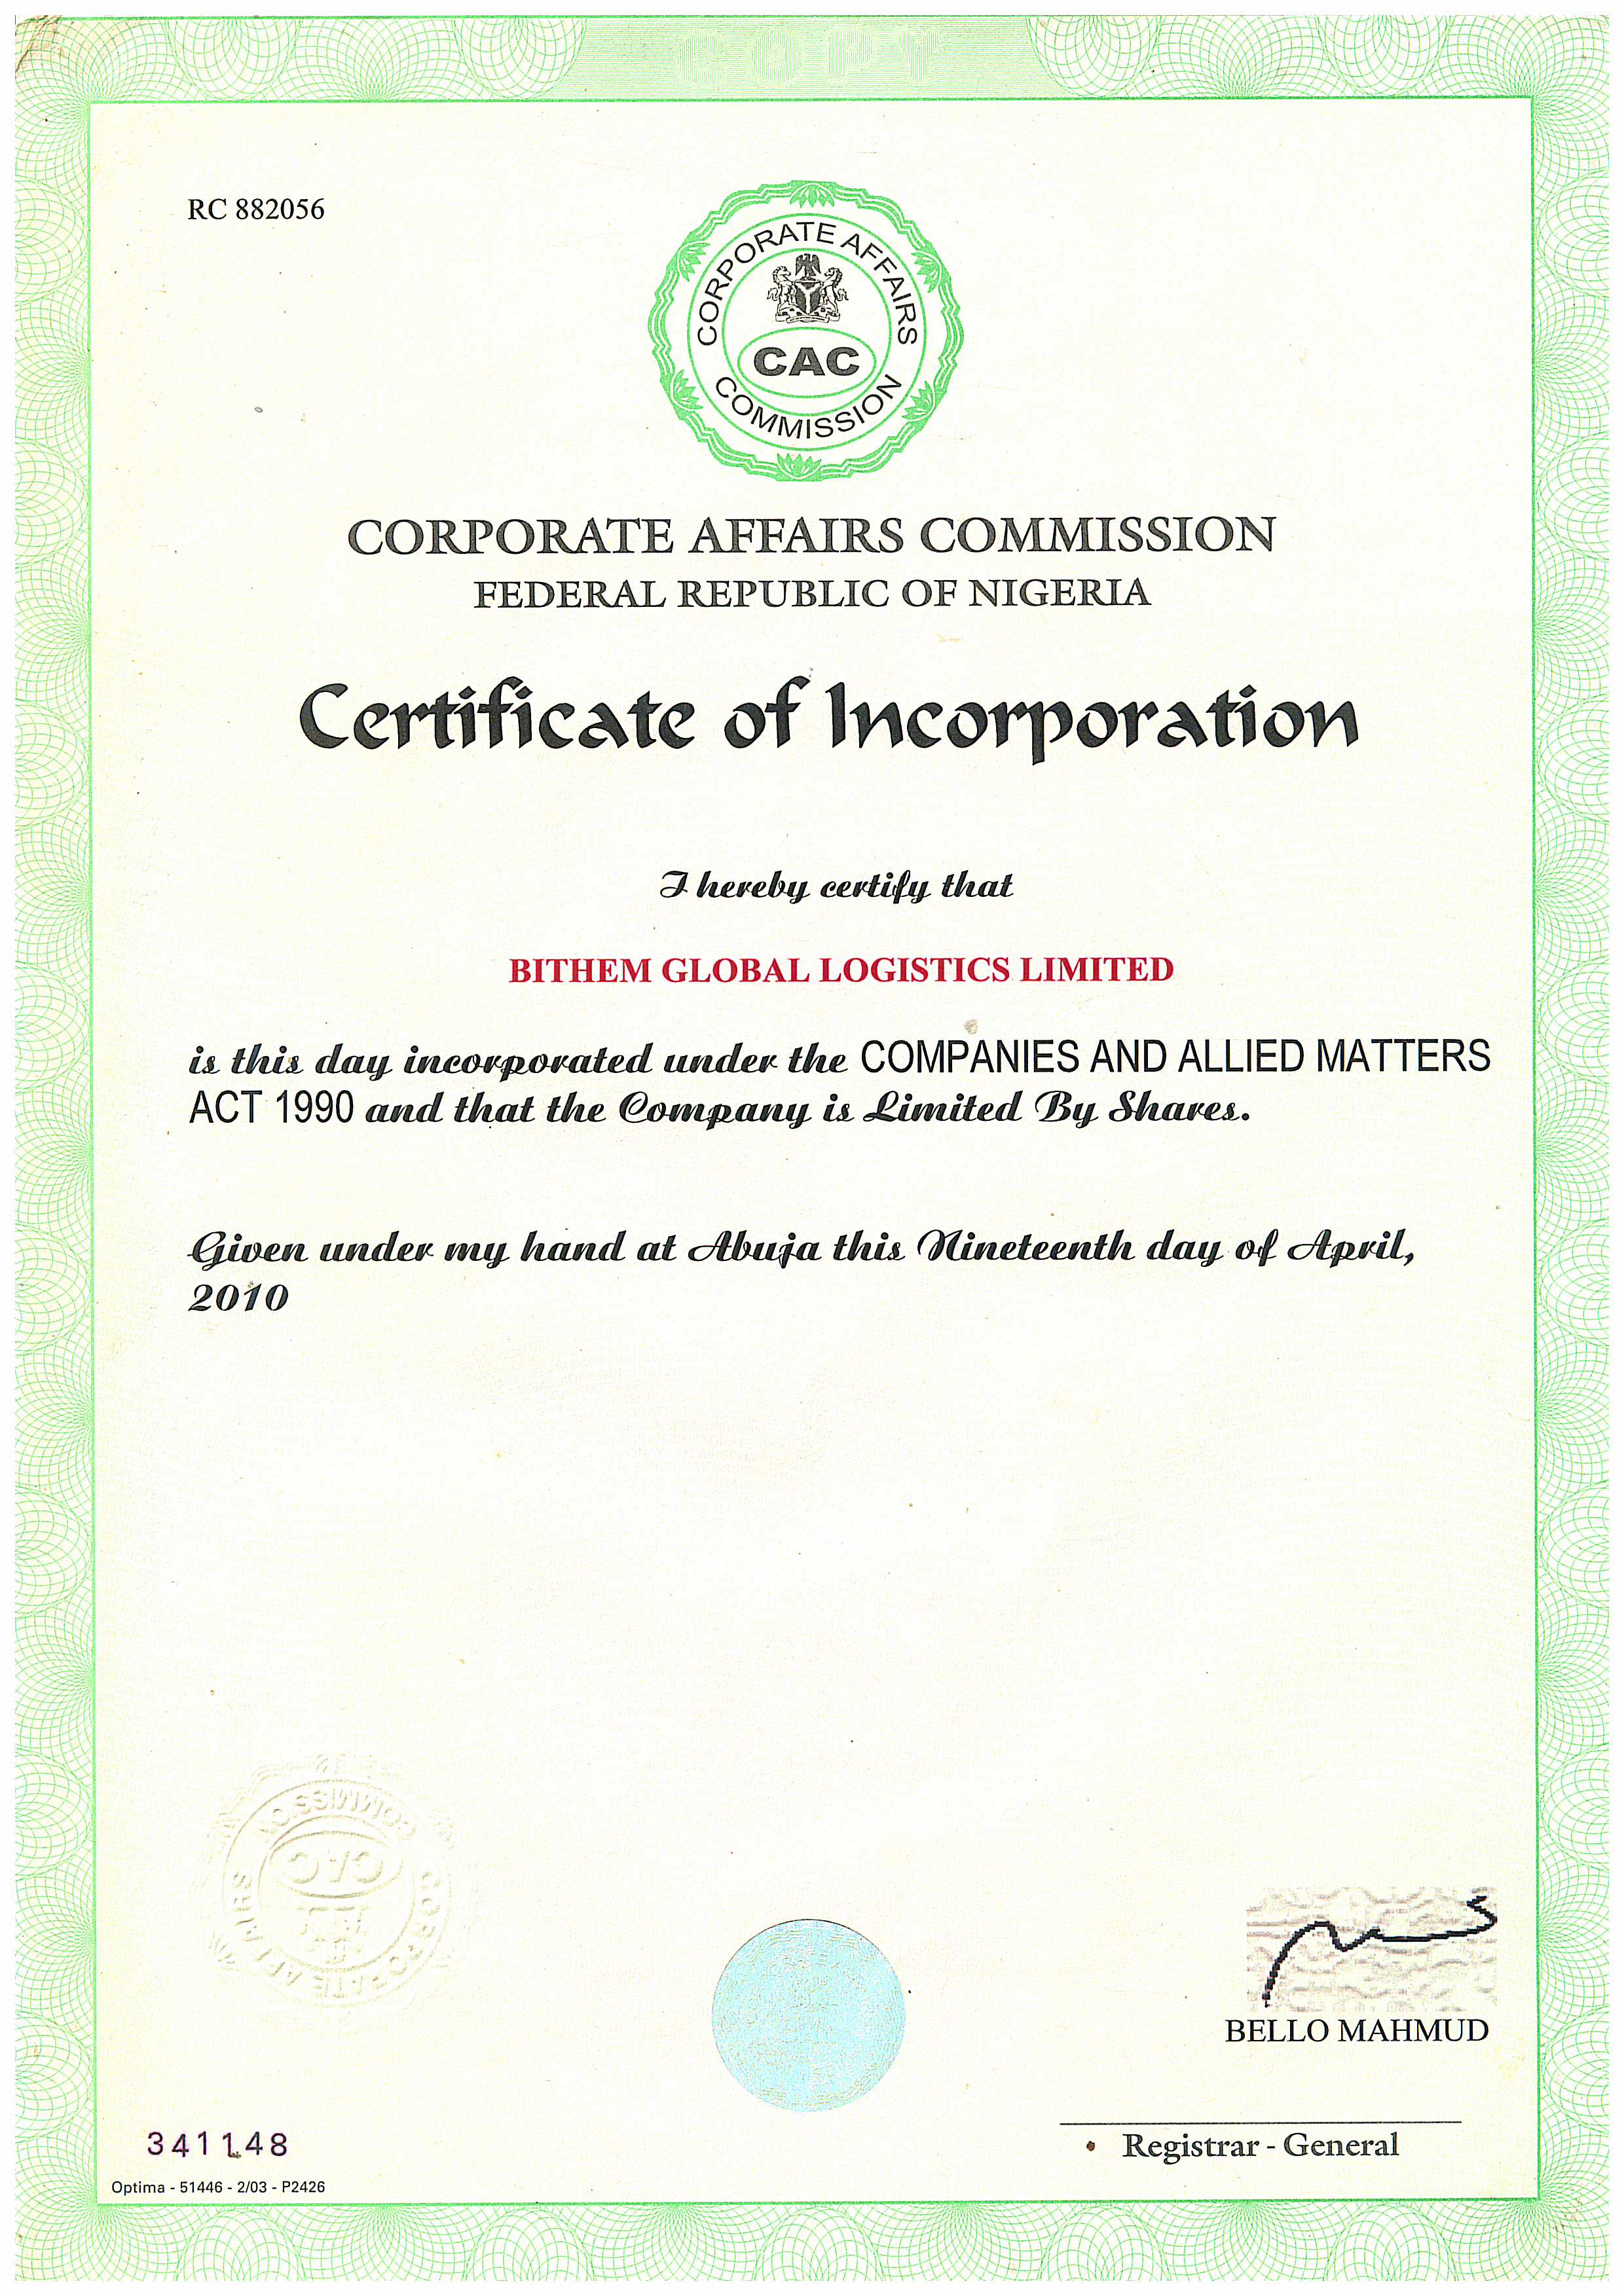 COPY
RC 882056
CORPORATE AFFAIRS
CAC
COMMISSION
CORPORATE AFFAIRS COMMISSION
FEDERAL REPUBLIC OF NIGERIA
Certificate of Incorporation
I hereby certify that
BITHEM GLOBAL LOGISTICS LIMITED
is this day incorporated under the COMPANIES AND ALLIED MATTERS
ACT 1990 and that the Company is Limited By Shares.
Given under my hand at Abuja this Nineteenth day of April,
2010
COMMISSION
CAC
CORPORATE AFFAIRS
BELLO MAHMUD
341148
Registrar - General
Optima - 51446 - 2/03 - P2426